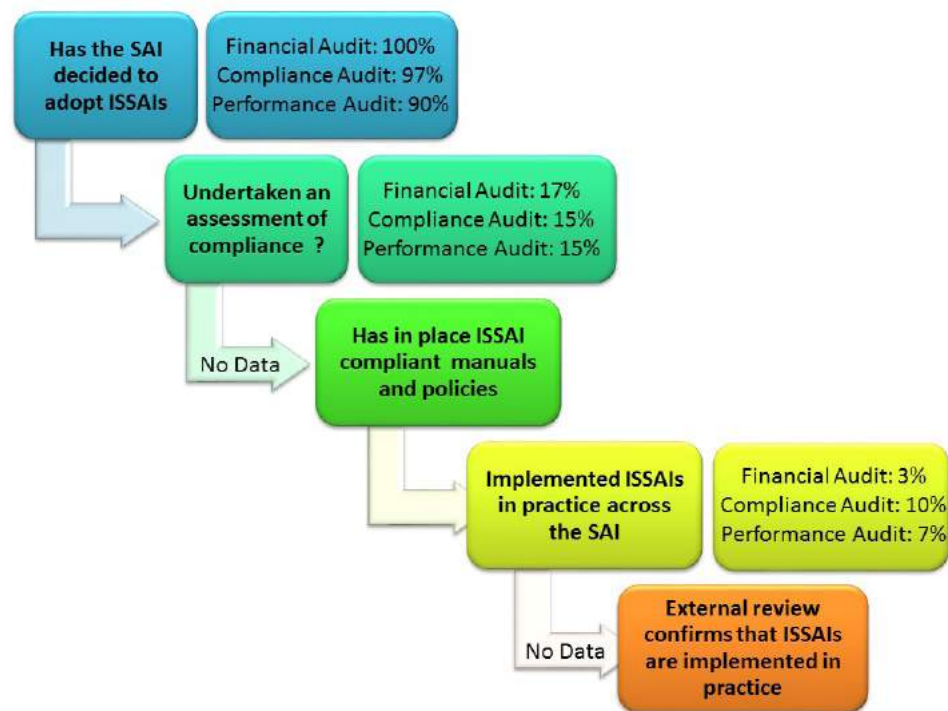 Has the SAI
decided to
adopt ISSAIs
Financial Audit: 100%
Compliance Audit: 97%
Performance Audit: 90%
Undertaken an
assessment of
compliance ?
Financial Audit: 17%
Compliance Audit: 15%
Performance Audit: 15%
No Data
Has in place ISSAI
compliant manuals
and policies
Implemented ISSAIs
in practice across
the SAI
Financial Audit: 3%
Compliance Audit: 10%
Performance Audit: 7%
No Data
External review
confirms that ISSAIs
are implemented in
practice